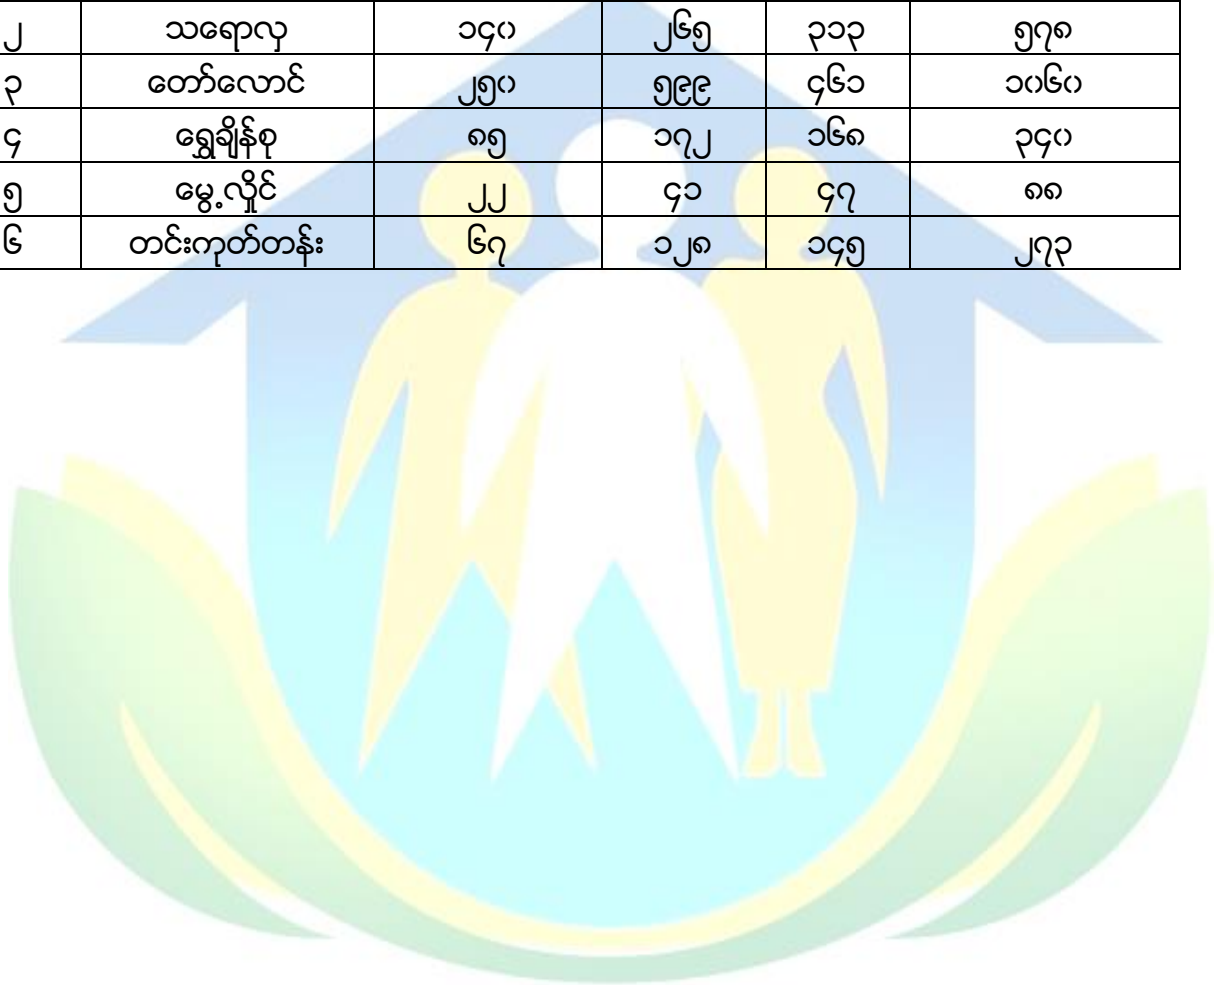 ၂ သရောလှ ၁၄၀ ၂၆၅ ၃၁၃ ၅၇၈
၃ တော်လောင် ၂၅၀ ၅၉၉ ၄၆၁ ၁၀၆၀
၄ ရွှေချိန်စု ၈၅ ၁၇၂ ၁၆၈ ၃၄၀
၅ မွေ့လှိုင် ၂၂ ၄၁ ၄၇ ၈၈
၆ တင်းကုတ်တန်း ၆၇ ၁၂၈ ၁၄၅ ၂၇၃